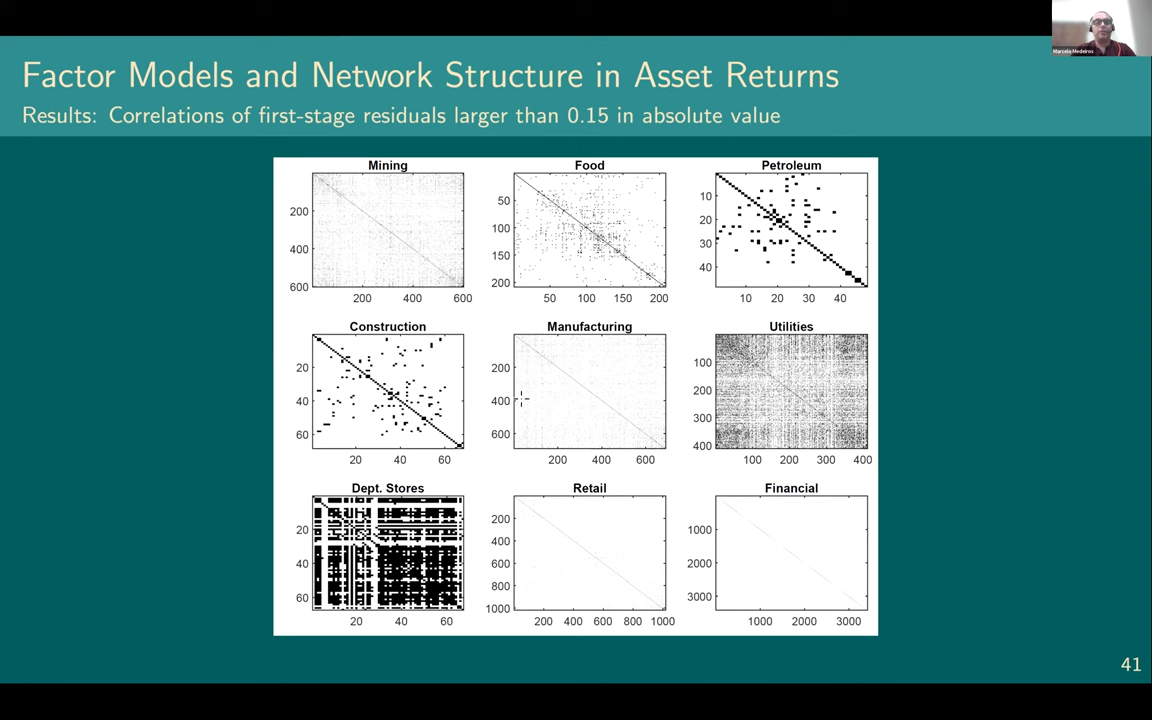 Marcelo Medeiros
Factor Models and Network Structure in Asset Returns
Results: Correlations of first-stage residuals larger than 0.15 in absolute value
Mining
200
400
600
200 400 600
Food
50
100
150
200
50 100 150 200
Petroleum
10
20
30
40
10 20 30 40
Construction
20
40
60
20 40 60
Manufacturing
200
400
600
200 400 600
Utilities
100
200
300
400
100 200 300 400
Dept. Stores
20
40
60
20 40 60
Retail
200
400
600
800
1000
200 400 600 800 1000
Financial
1000
2000
3000
1000 2000 3000
41